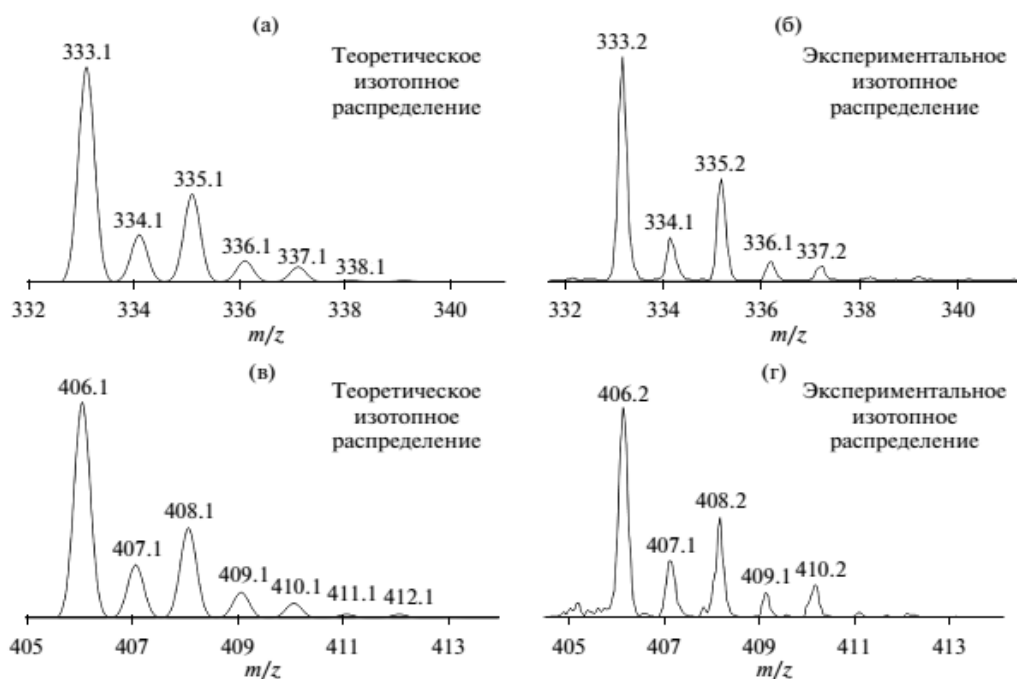 (а)
Теоретическое
изотопное
распределение
333.1
334.1
335.1
336.1
337.1
338.1
332
334
336
338
340
m/z
(б)
Экспериментальное
изотопное
распределение
333.2
334.1
335.2
336.1
337.2
332
334
336
338
340
m/z
(в)
Теоретическое
изотопное
распределение
406.1
407.1
408.1
409.1
410.1
411.1
412.1
405
407
409
411
413
m/z
(г)
Экспериментальное
изотопное
распределение
406.2
407.1
408.2
409.1
410.2
405
407
409
411
413
m/z